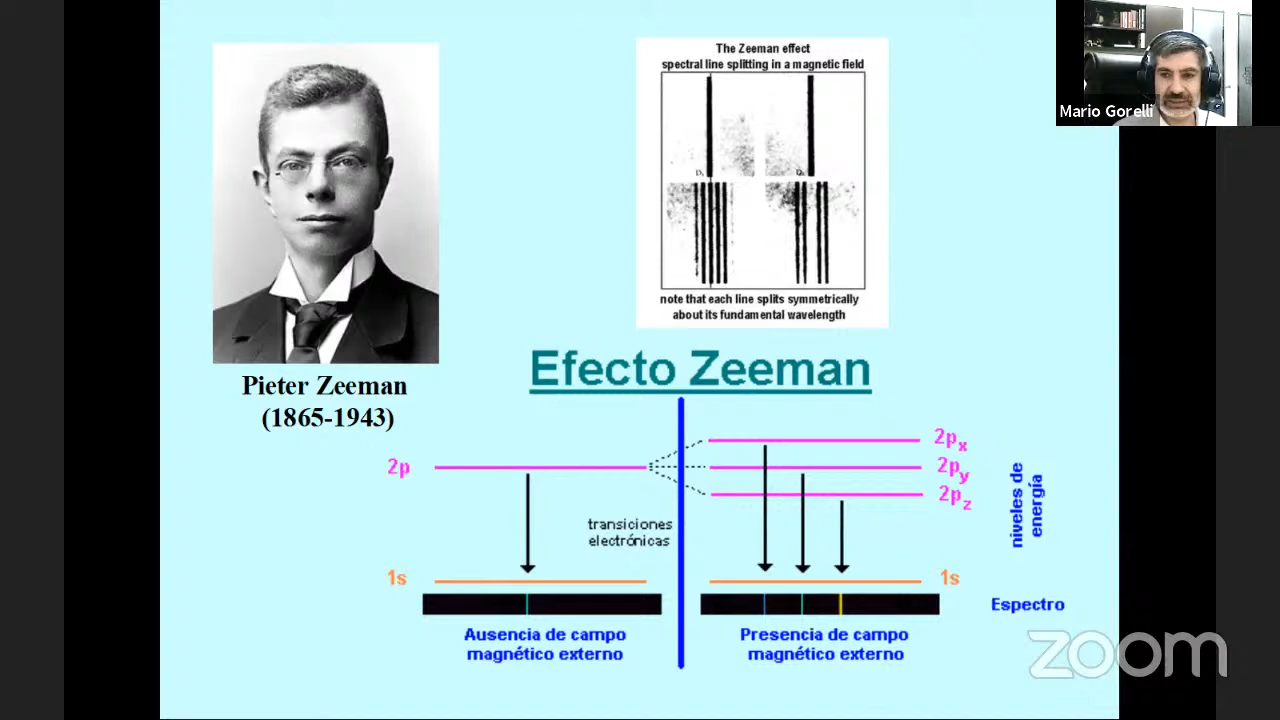 The Zeeman effect
spectral line splitting in a magnetic field
Mario Gorelli
note that each line splits symmetrically
about its fundamental wavelength
Pieter Zeeman
(1865-1943)
Efecto Zeeman
2p
2px
2py
2pz
niveles de
energía
transiciones
electrónicas
1s
1s
Espectro
Ausencia de campo
magnético externo
Presencia de campo
magnético externo
zoom